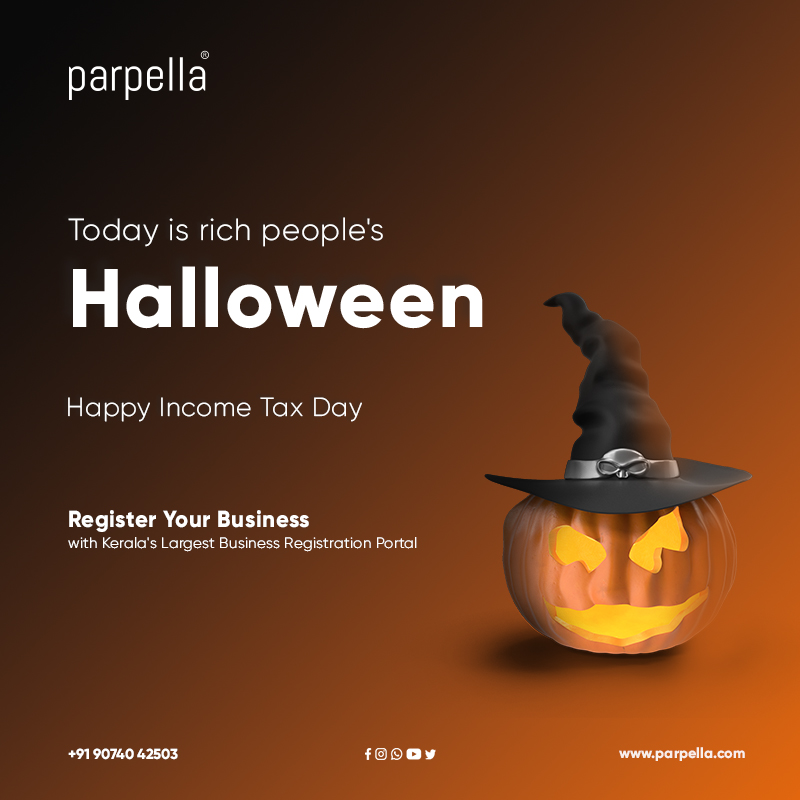 parpella®
Today is rich people's
Halloween
Happy Income Tax Day
Register Your Business
with Kerala's Largest Business Registration Portal
+91 90740 42503
www.parpella.com